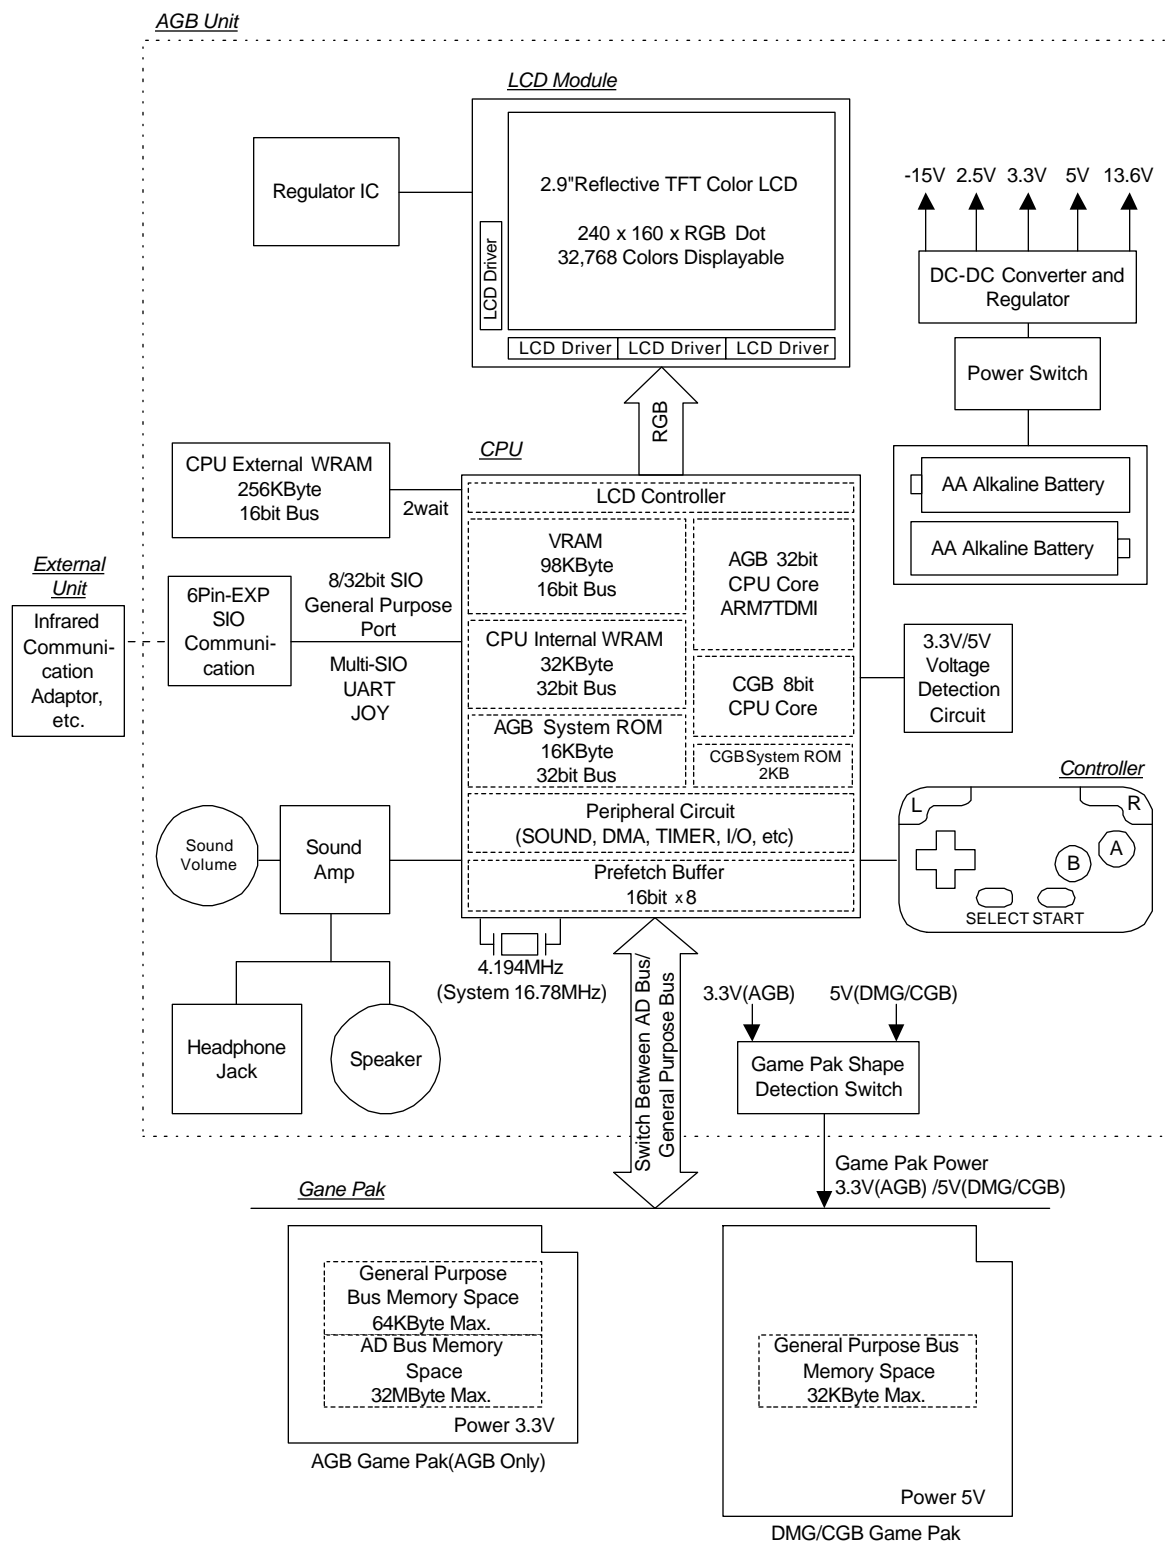 AGB Unit
LCD Module
Regulator IC
2.9"Reflective TFT Color LCD
240 x 160 x RGB Dot
32,768 Colors Displayable
LCD Driver
LCD Driver
LCD Driver
LCD Driver
-15V
2.5V
3.3V
5V
13.6V
DC-DC Converter and
Regulator
Power Switch
AA Alkaline Battery
AA Alkaline Battery
RGB
CPU
CPU External WRAM
256KByte
16bit Bus
2wait
LCD Controller
VRAM
98KByte
16bit Bus
AGB 32bit
CPU Core
ARM7TDMI
External
Unit
Infrared
Communi-
cation
Adaptor,
etc.
6Pin-EXP
SIO
Communi-
cation
8/32bit SIO
General Purpose
Port
Multi-SIO
UART
JOY
CPU Internal WRAM
32KByte
32bit Bus
CGB 8bit
CPU Core
3.3V/5V
Voltage
Detection
Circuit
AGB System ROM
16KByte
32bit Bus
CGB System ROM
2KB
Peripheral Circuit
(SOUND, DMA, TIMER, I/O, etc)
Prefetch Buffer
16bit x 8
Controller
L
R
A
B
SELECT START
Sound
Volume
Sound
Amp
Headphone
Jack
Speaker
4.194MHz
(System 16.78MHz)
Switch Between AD Bus/
General Purpose Bus
3.3V(AGB)
5V(DMG/CGB)
Game Pak Shape
Detection Switch
Game Pak Power
3.3V(AGB) /5V(DMG/CGB)
Gane Pak
General Purpose
Bus Memory Space
64KByte Max.
AD Bus Memory
Space
32MByte Max.
Power 3.3V
AGB Game Pak(AGB Only)
General Purpose Bus
Memory Space
32KByte Max.
Power 5V
DMG/CGB Game Pak